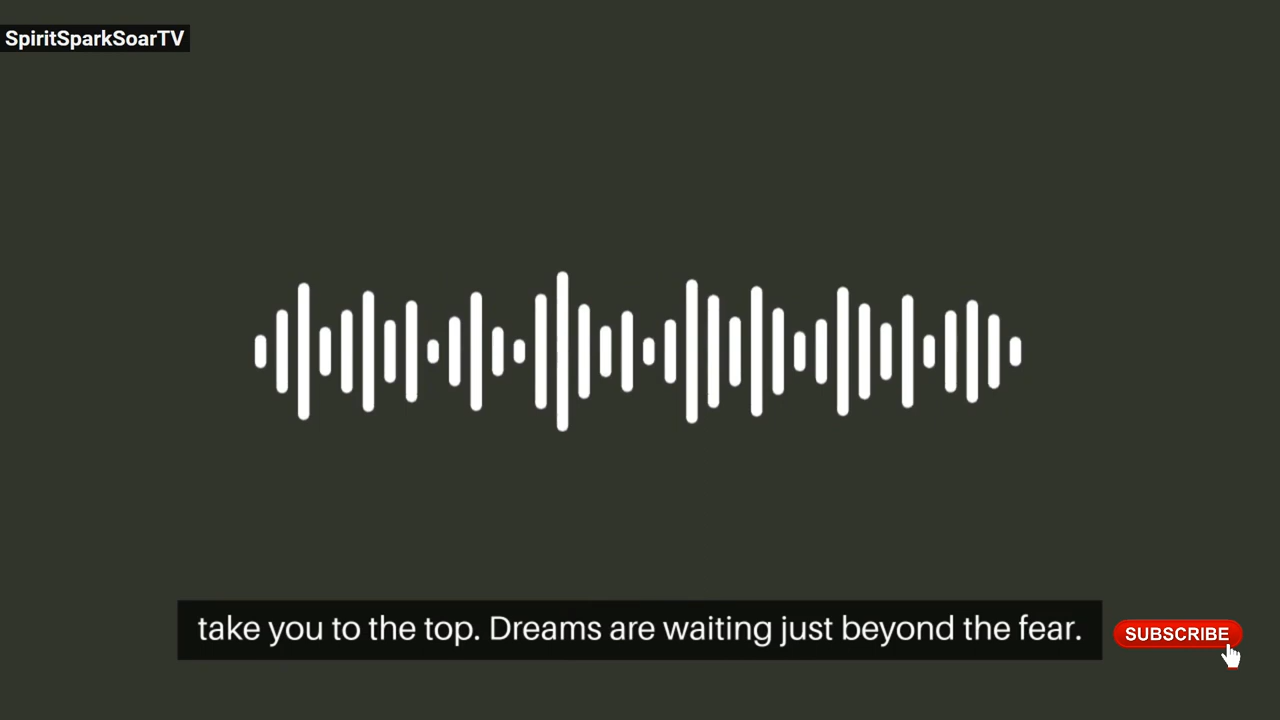 SpiritSparkSoarTV
take you to the top. Dreams are waiting just beyond the fear.
SUBSCRIBE